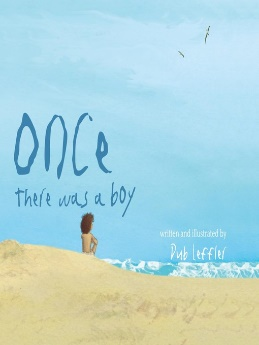 once
there was a boy
written and illustrated by
Dub Leffler